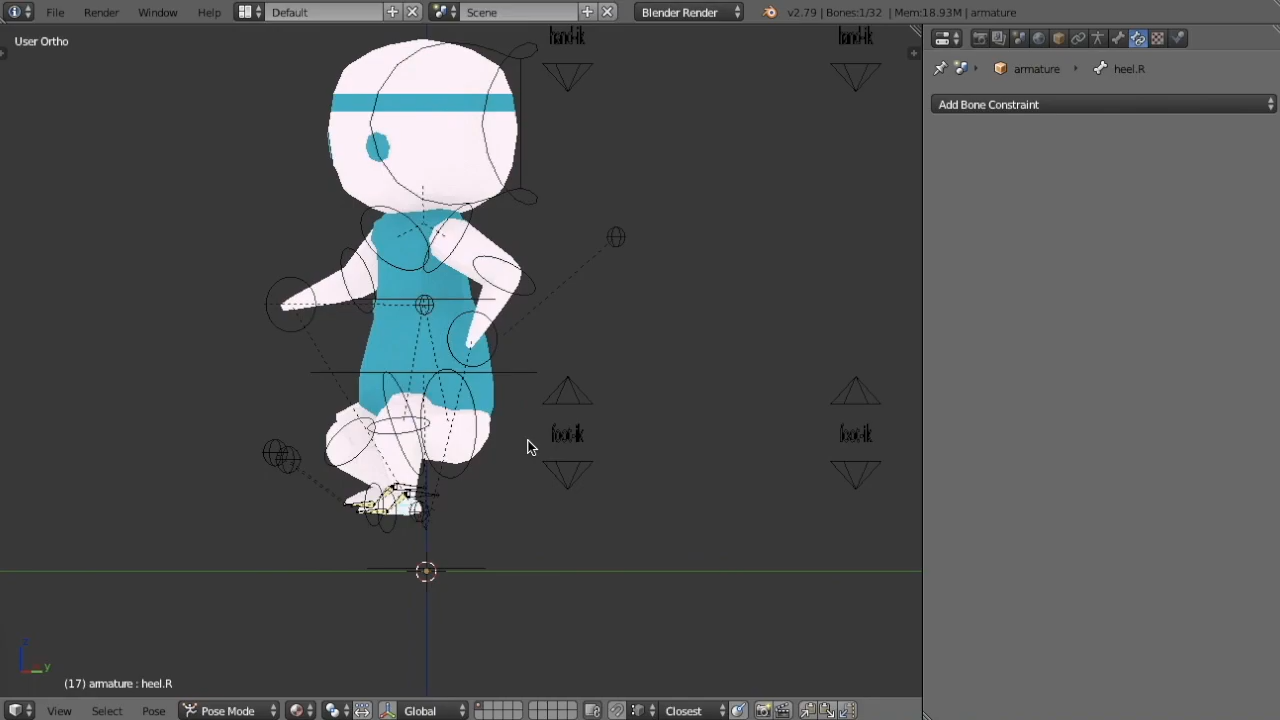 File Render Window Help Default Scene Blender Render v2.79 | Bones:1/32 | Mem:18.93M | armature
User Ortho
hand-ik hand-ik
armature heel.R
Add Bone Constraint
foot-ik foot-ik
z
y
(17) armature : heel.R
View Select Pose Pose Mode Global Closest